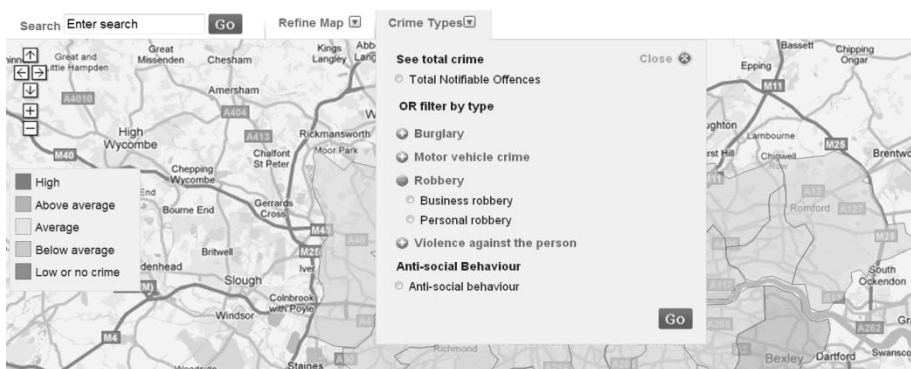 Search Enter search Go Refine Map Crime Types
See total crime Close
Total Notifiable Offences
OR filter by type
Burglary
Motor vehicle crime
Robbery
Business robbery
Personal robbery
Violence against the person
Anti-social Behaviour
Anti-social behaviour
Go
High
Above average
Average
Below average
Low or no crime
Great and
Little Hampden
Great
Missenden
Chesham
Kings
Langley
Amersham
A4010
A404
A413
High
Wycombe
Rickmansworth
Moor Park
Chalfont
St Peter
M40
Chepping
Wycombe
End
Bourne End
Gerrards
Cross
M25
Britwell
Iver
Slough
Colnbrook
with Poyle
Windsor
M4
Staines
Richmond
Bassett
Chipping
Ongar
Epping
M11
Lambourne
M25
Chigwell
Row
Romford
A127
M25
South
Ockendon
A282
Bexley
Dartford